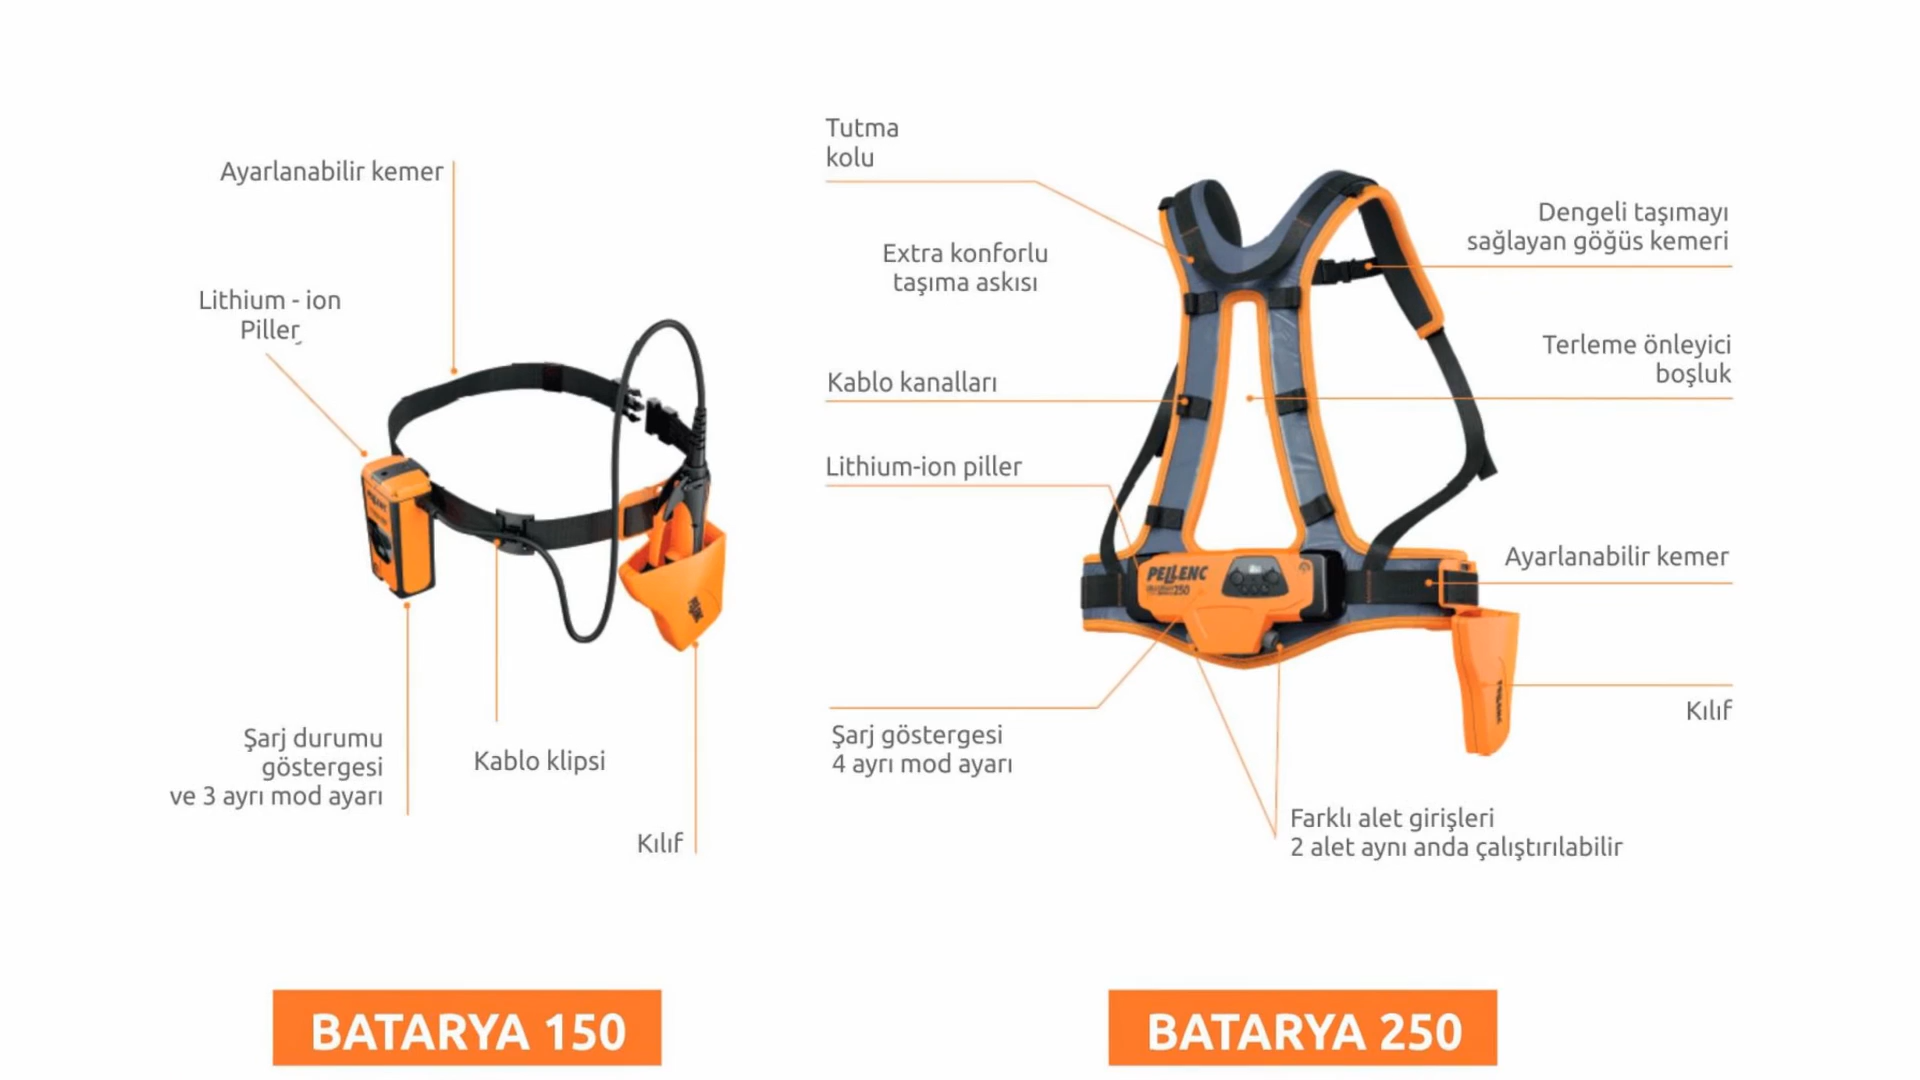 Ayarlanabilir kemer
Lithium - ion
Piller
Şarj durumu
göstergesi
ve 3 ayrı mod ayarı
Kablo klipsi
Kılıf
BATARYA 150
Tutma
kolu
Extra konforlu
taşıma askısı
Kablo kanalları
Lithium-ion piller
Şarj göstergesi
4 ayrı mod ayarı
Dengeli taşımayı
sağlayan göğüs kemeri
Terleme önleyici
boşluk
Ayarlanabilir kemer
Kılıf
Farklı alet girişleri
2 alet aynı anda çalıştırılabilir
PELLENC
250
BATARYA 250